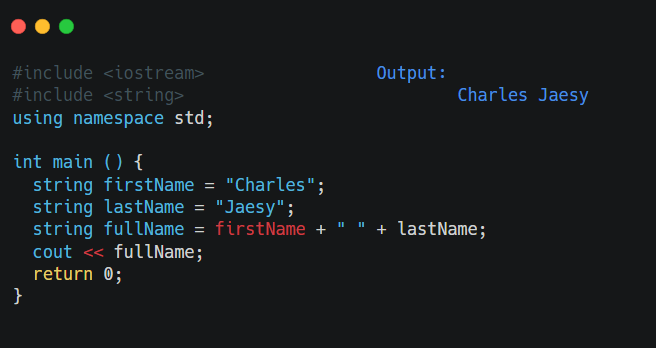 #include <iostream>
#include <string>
using namespace std;
int main () {
string firstName = "Charles";
string lastName = "Jaesy";
string fullName = firstName + " " + lastName;
cout << fullName;
return 0;
}
Output:
Charles Jaesy